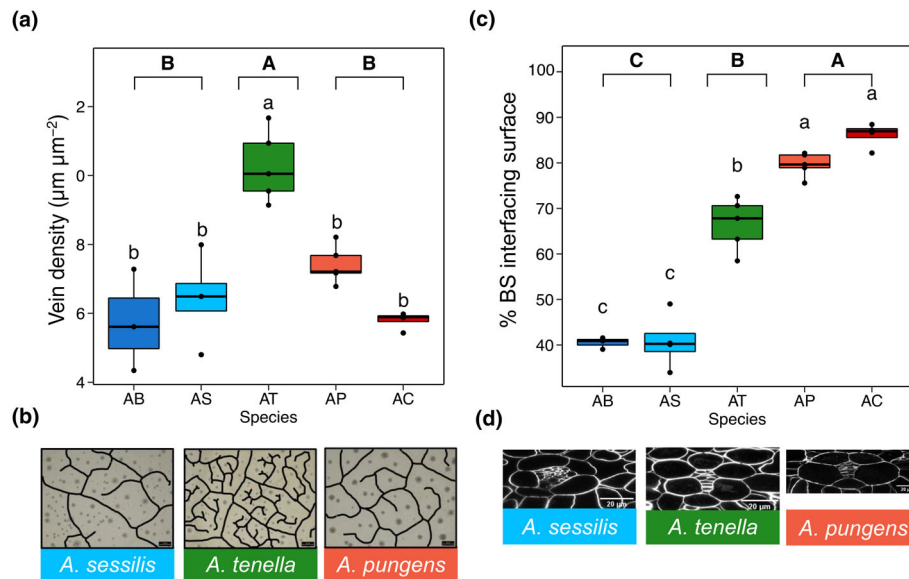 (a)
B A B
Vein density (µm µm⁻²)
2
0
8
6
4
b
b
a
b
b
AB AS AT AP AC
Species
(b)
A. sessilis
A. tenella
A. pungens
(c)
C B A
% BS interfacing surface
100
90
80
70
60
50
40
c
c
b
a
a
AB AS AT AP AC
Species
(d)
20 µm
20 µm
A. sessilis
A. tenella
A. pungens